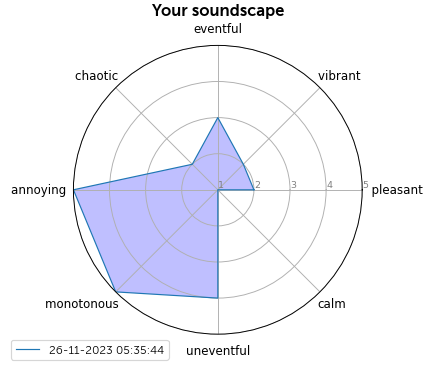 Your soundscape
eventful
chaotic
vibrant
annoying
1 2 3 4 5
pleasant
monotonous
calm
26-11-2023 05:35:44
uneventful